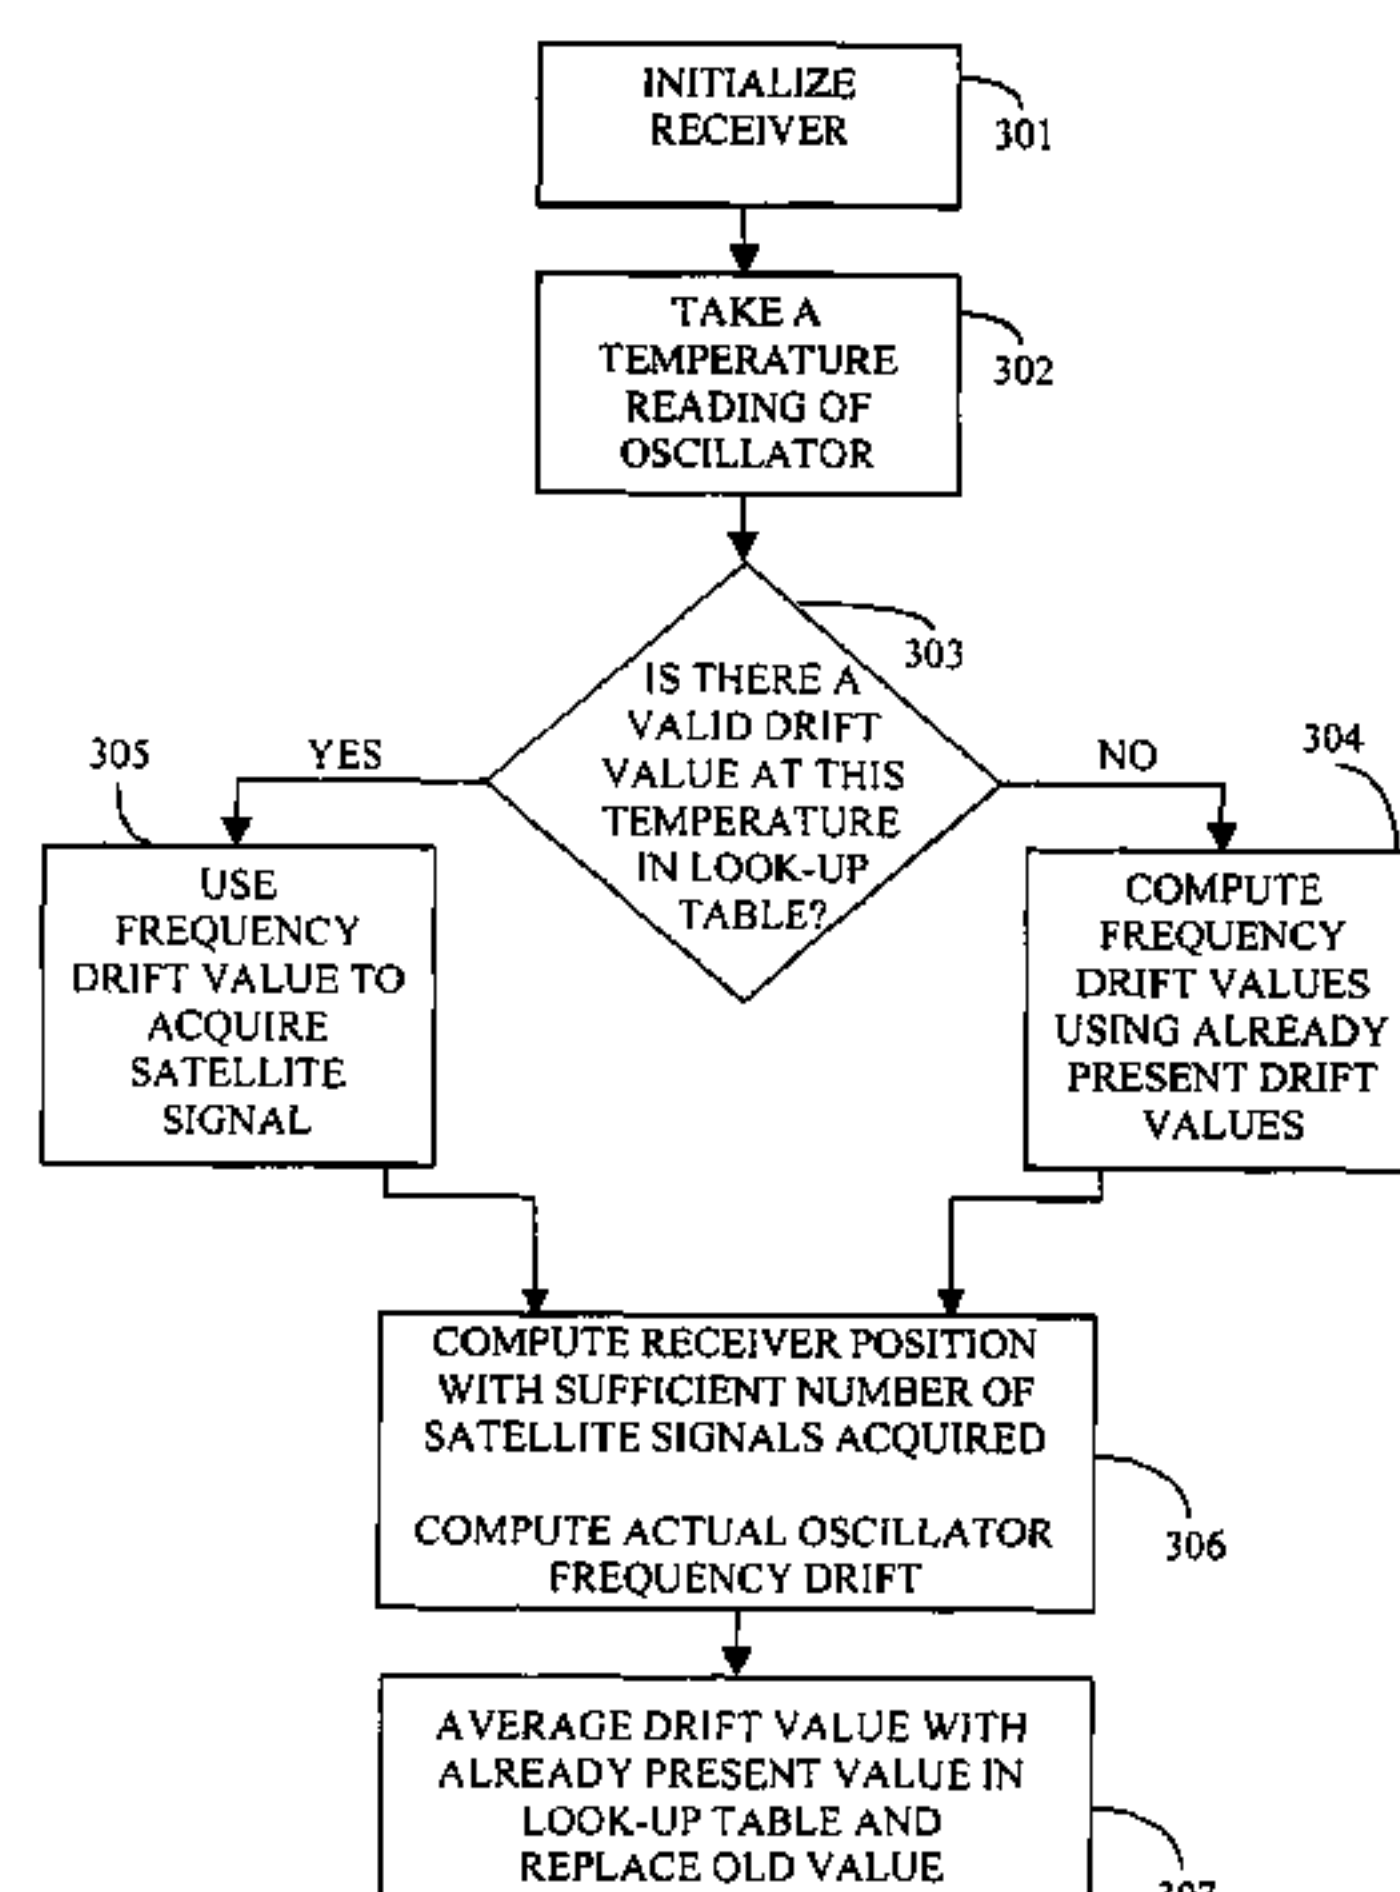 INITIALIZE
RECEIVER
301
TAKE A
TEMPERATURE
READING OF
OSCILLATOR
302
303
IS THERE A
VALID DRIFT
VALUE AT THIS
TEMPERATURE
IN LOOK-UP
TABLE?
YES
NO
305
304
USE
FREQUENCY
DRIFT VALUE TO
ACQUIRE
SATELLITE
SIGNAL
COMPUTE
FREQUENCY
DRIFT VALUES
USING ALREADY
PRESENT DRIFT
VALUES
COMPUTE RECEIVER POSITION
WITH SUFFICIENT NUMBER OF
SATELLITE SIGNALS ACQUIRED
COMPUTE ACTUAL OSCILLATOR
FREQUENCY DRIFT
306
AVERAGE DRIFT VALUE WITH
ALREADY PRESENT VALUE IN
LOOK-UP TABLE AND
REPLACE OLD VALUE
307